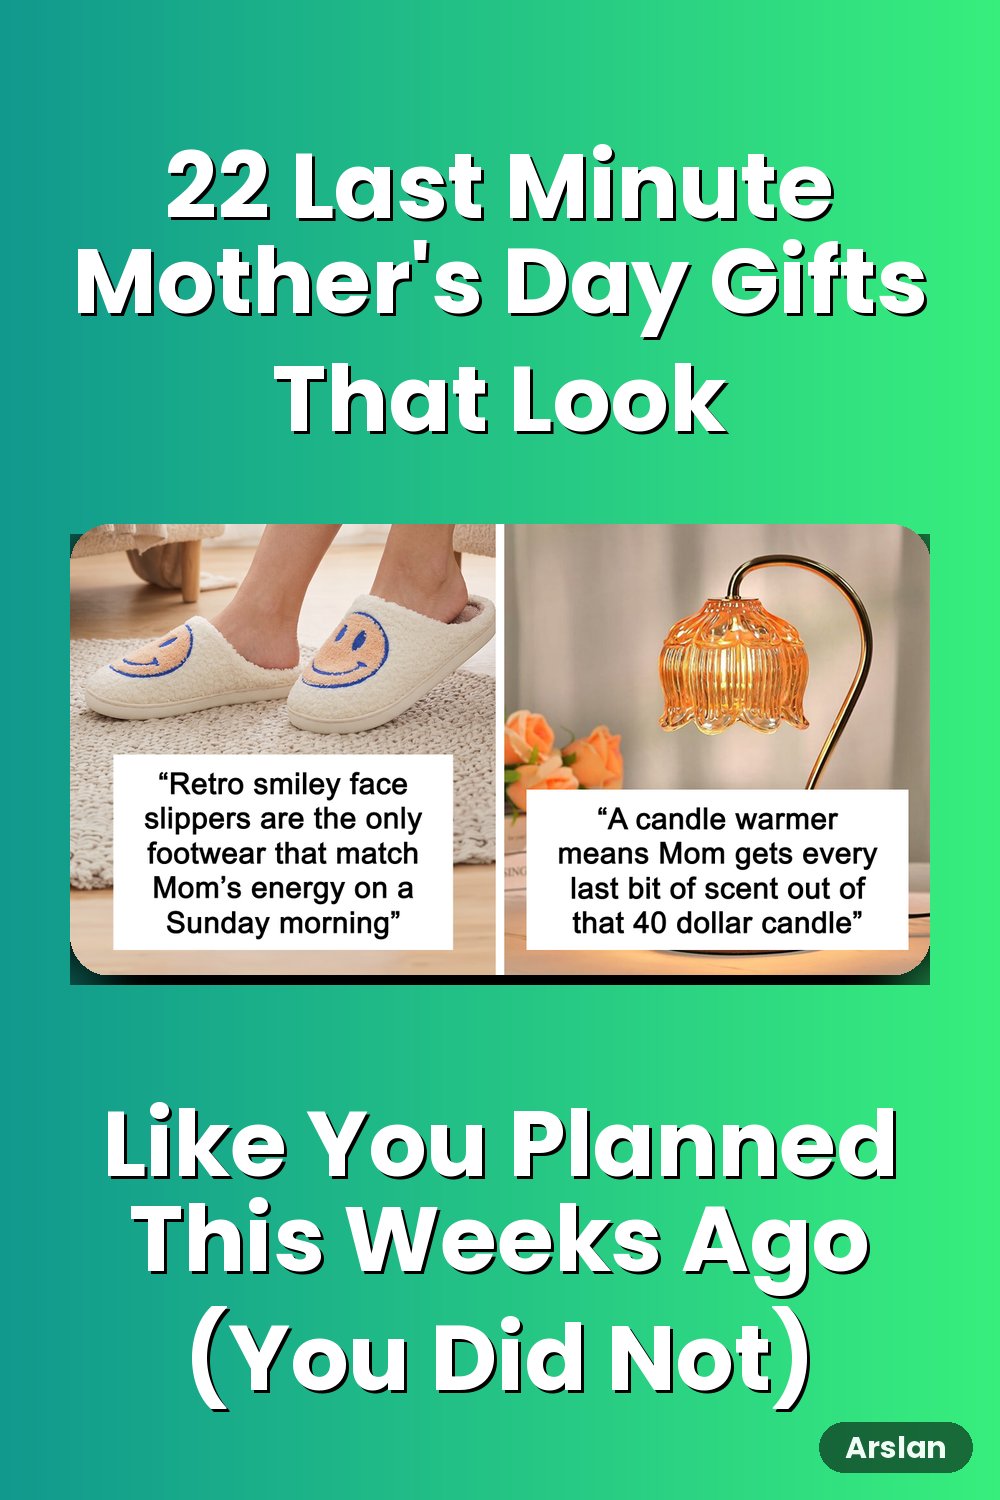 22 Last Minute
Mother's Day Gifts
That Look
“Retro smiley face
slippers are the only
footwear that match
Mom’s energy on a
Sunday morning”
“A candle warmer
means Mom gets every
last bit of scent out of
that 40 dollar candle”
Like You Planned
This Weeks Ago
(You Did Not)
Arslan